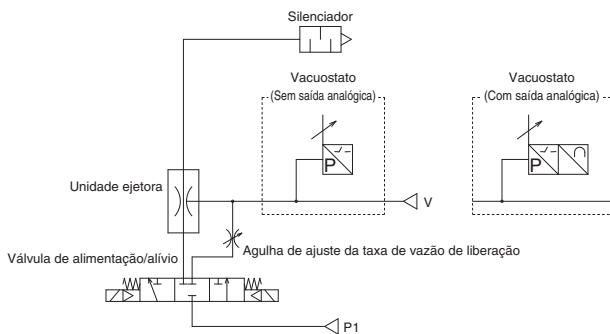 Silenciador
Vacuostato
(Sem saída analógica)
Vacuostato
(Com saída analógica)
P
P
Unidade ejetora
V
Agulha de ajuste da taxa de vazão de liberação
Válvula de alimentação/alívio
P1